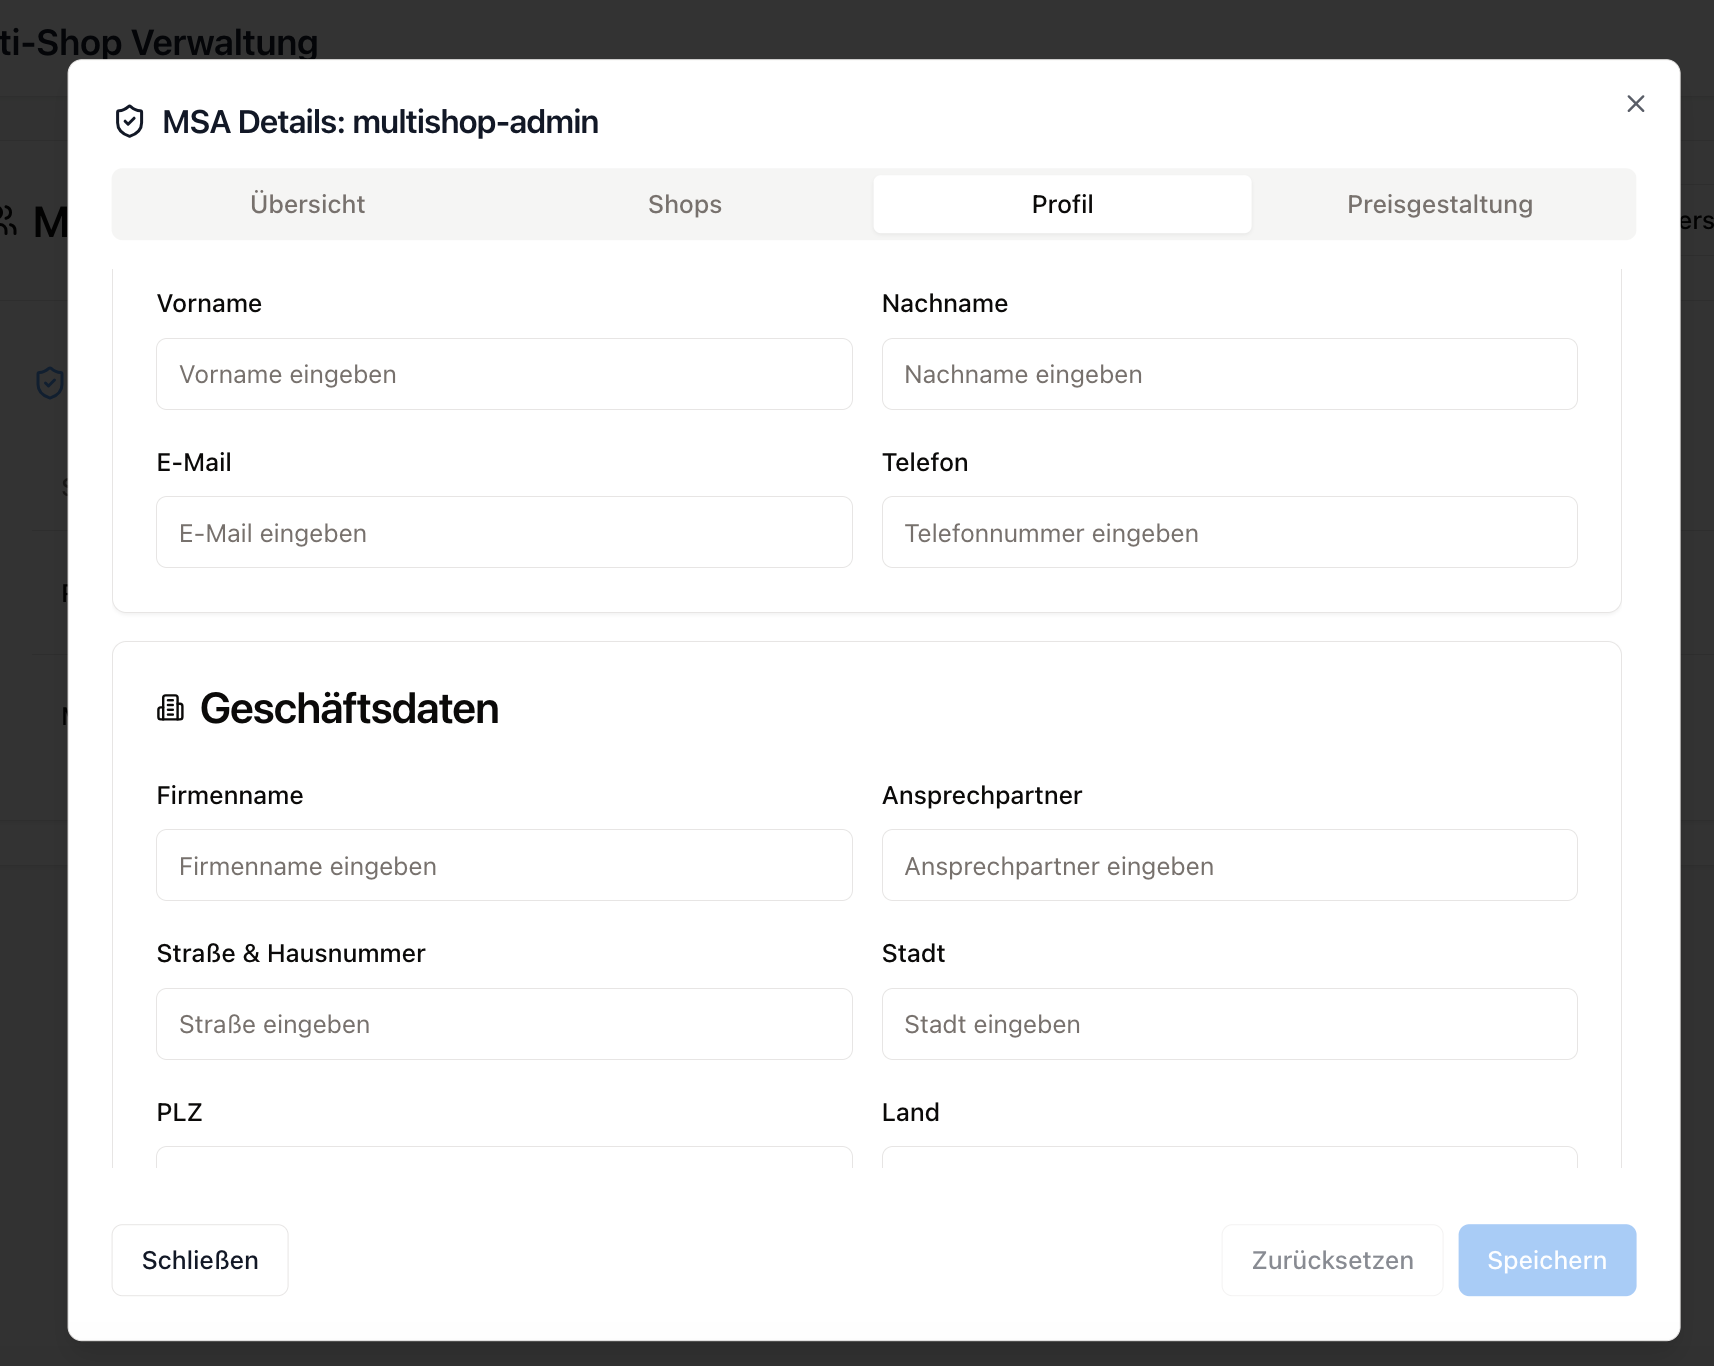 ti-Shop Verwaltung
MSA Details: multishop-admin
Übersicht
Shops
Profil
Preisgestaltung
M
ers
Vorname
Nachname
Vorname eingeben
Nachname eingeben
E-Mail
Telefon
E-Mail eingeben
Telefonnummer eingeben
Geschäftsdaten
Firmenname
Ansprechpartner
Firmenname eingeben
Ansprechpartner eingeben
Straße & Hausnummer
Stadt
Straße eingeben
Stadt eingeben
PLZ
Land
Schließen
Zurücksetzen
Speichern